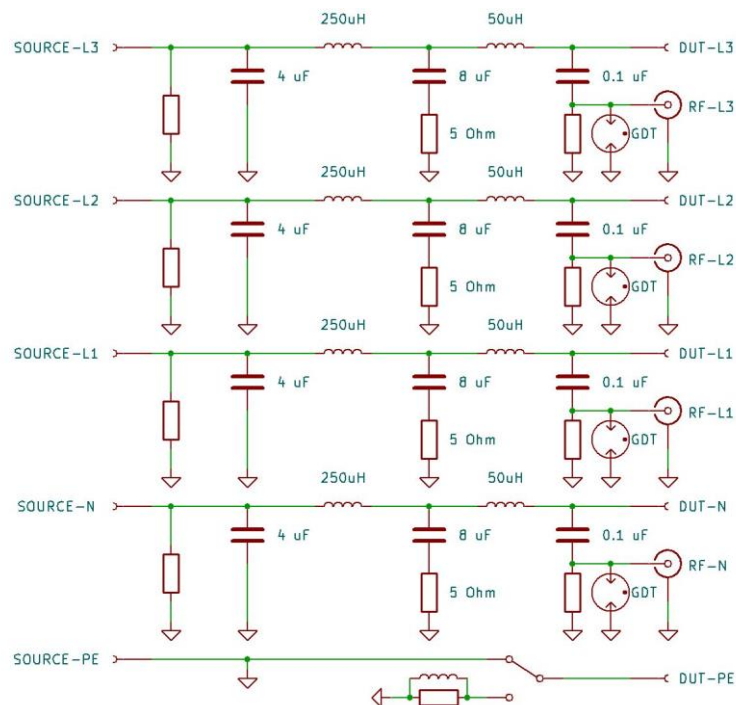 250uH 50uH
SOURCE-L3 DUT-L3
4 uF 8 uF 0.1 uF
RF-L3
5 Ohm GDT
250uH 50uH
SOURCE-L2 DUT-L2
4 uF 8 uF 0.1 uF
RF-L2
5 Ohm GDT
250uH 50uH
SOURCE-L1 DUT-L1
4 uF 8 uF 0.1 uF
RF-L1
5 Ohm GDT
250uH 50uH
SOURCE-N DUT-N
4 uF 8 uF 0.1 uF
RF-N
5 Ohm GDT
SOURCE-PE
DUT-PE